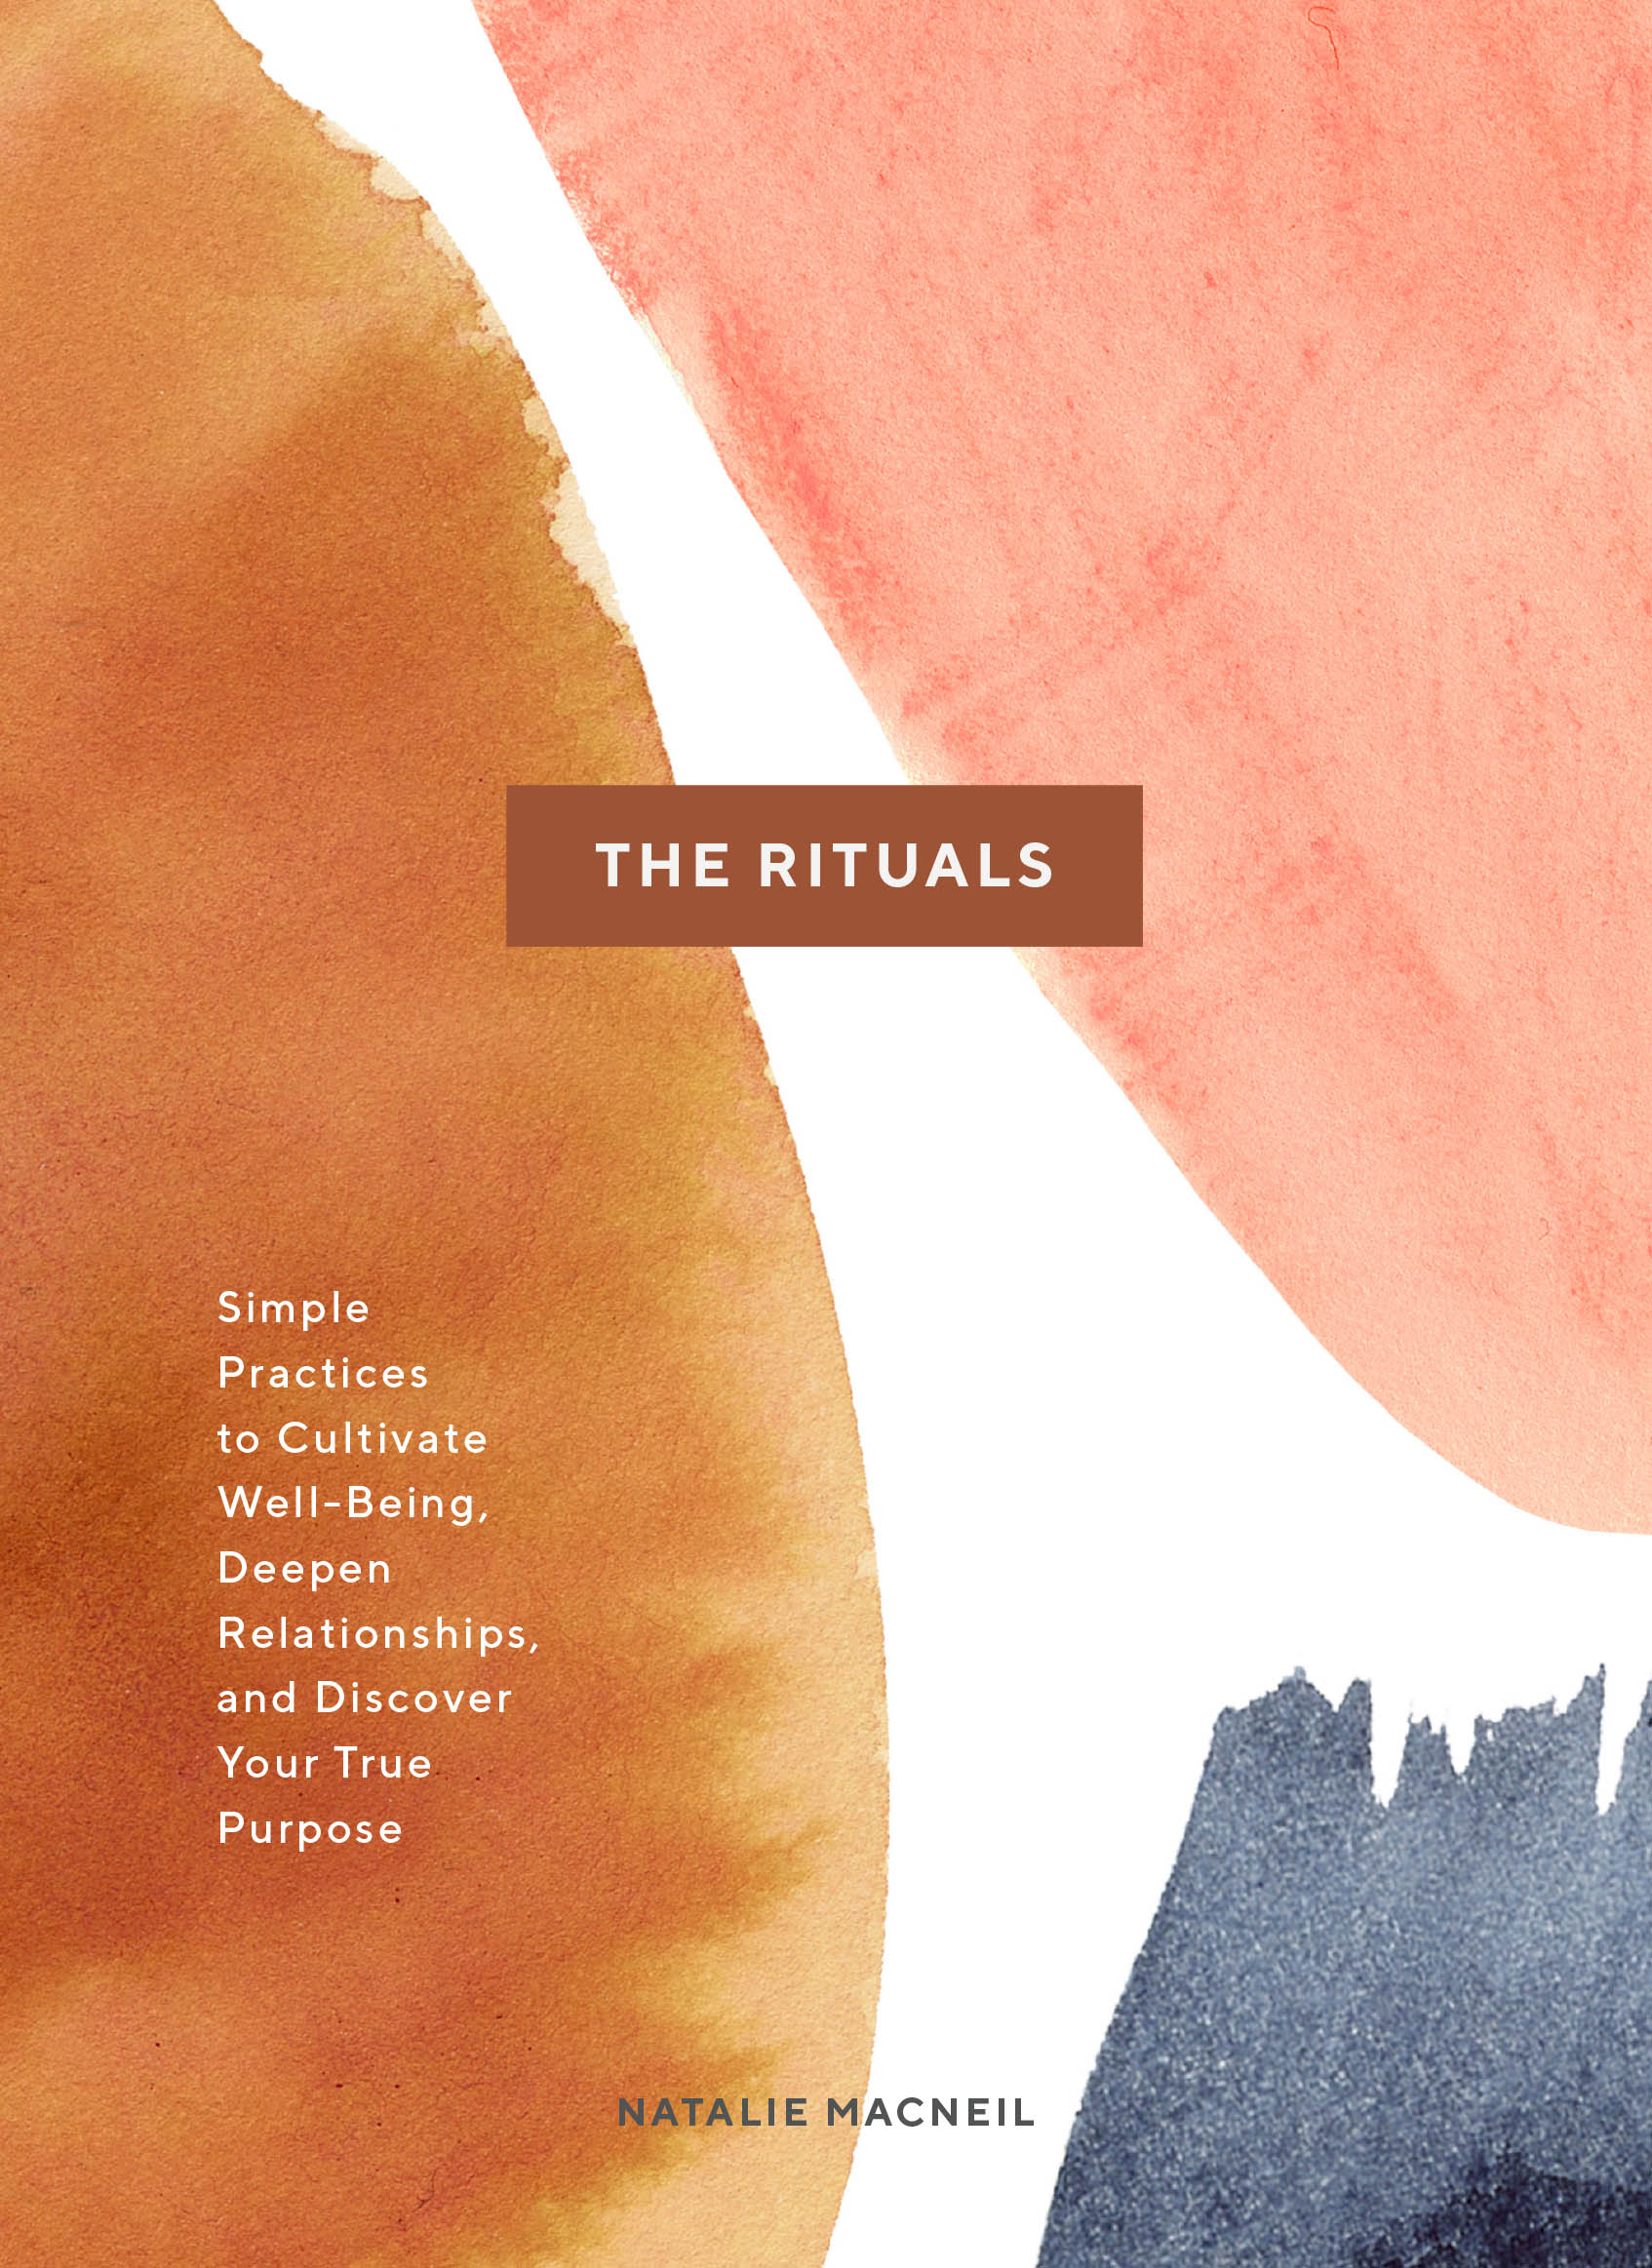 THE RITUALS
Simple
Practices
to Cultivate
Well-Being,
Deepen
Relationships,
and Discover
Your True
Purpose
NATALIE MACNEIL